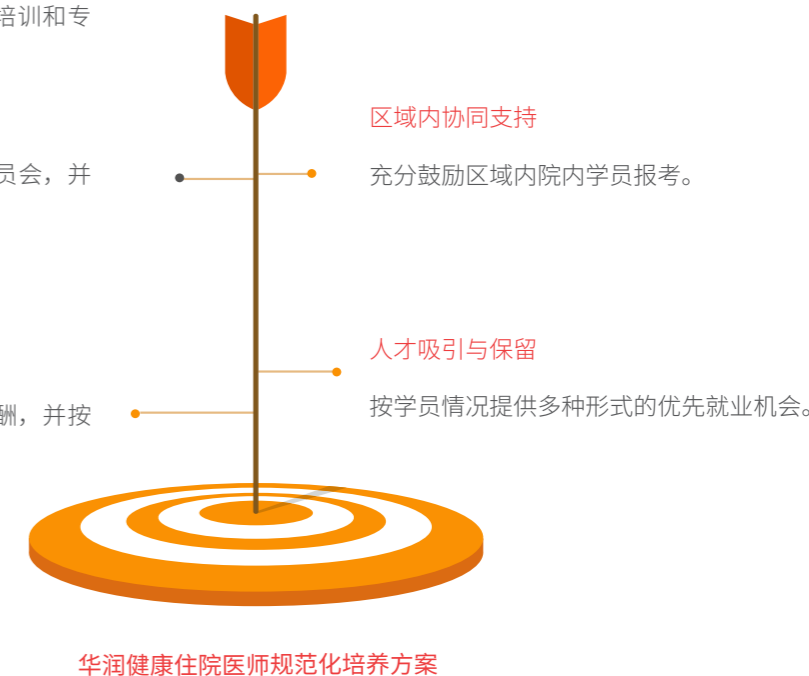 培训和专
区域内协同支持
员会，并
充分鼓励区域内院内学员报考。
人才吸引与保留
按学员情况提供多种形式的优先就业机会。
酬，并按
华润健康住院医师规范化培养方案